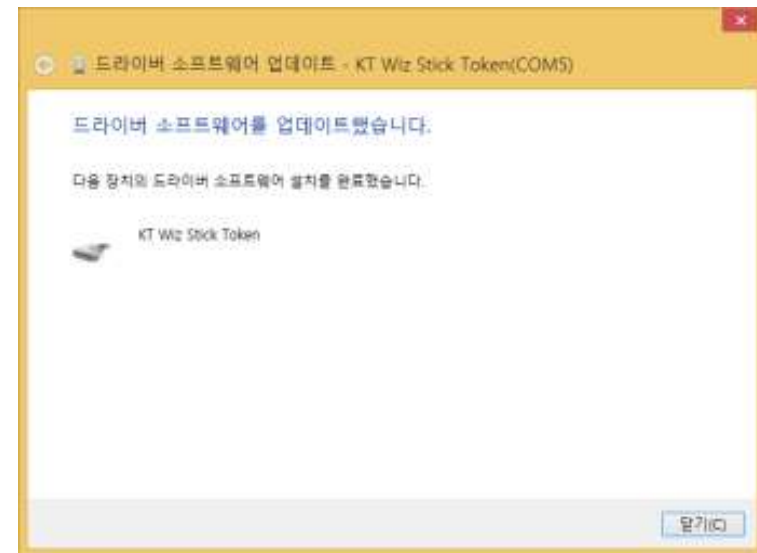 드라이버 소프트웨어 업데이트 - KT Wiz Stick Token(COM5)
드라이버 소프트웨어를 업데이트했습니다.
다음 장치의 드라이버 소프트웨어 설치를 완료했습니다.
KT Wiz Stick Token
닫기(C)